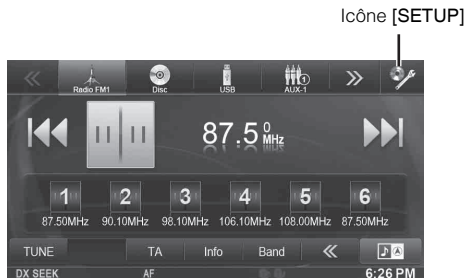 Icône [SETUP]
Radio FM1 Disc USB AUX-1
87.50 MHz
1 2 3 4 5 6
87.50MHz 90.10MHz 98.10MHz 106.10MHz 108.00MHz 87.50MHz
TUNE TA Info Band
DX SEEK AF 6:26 PM